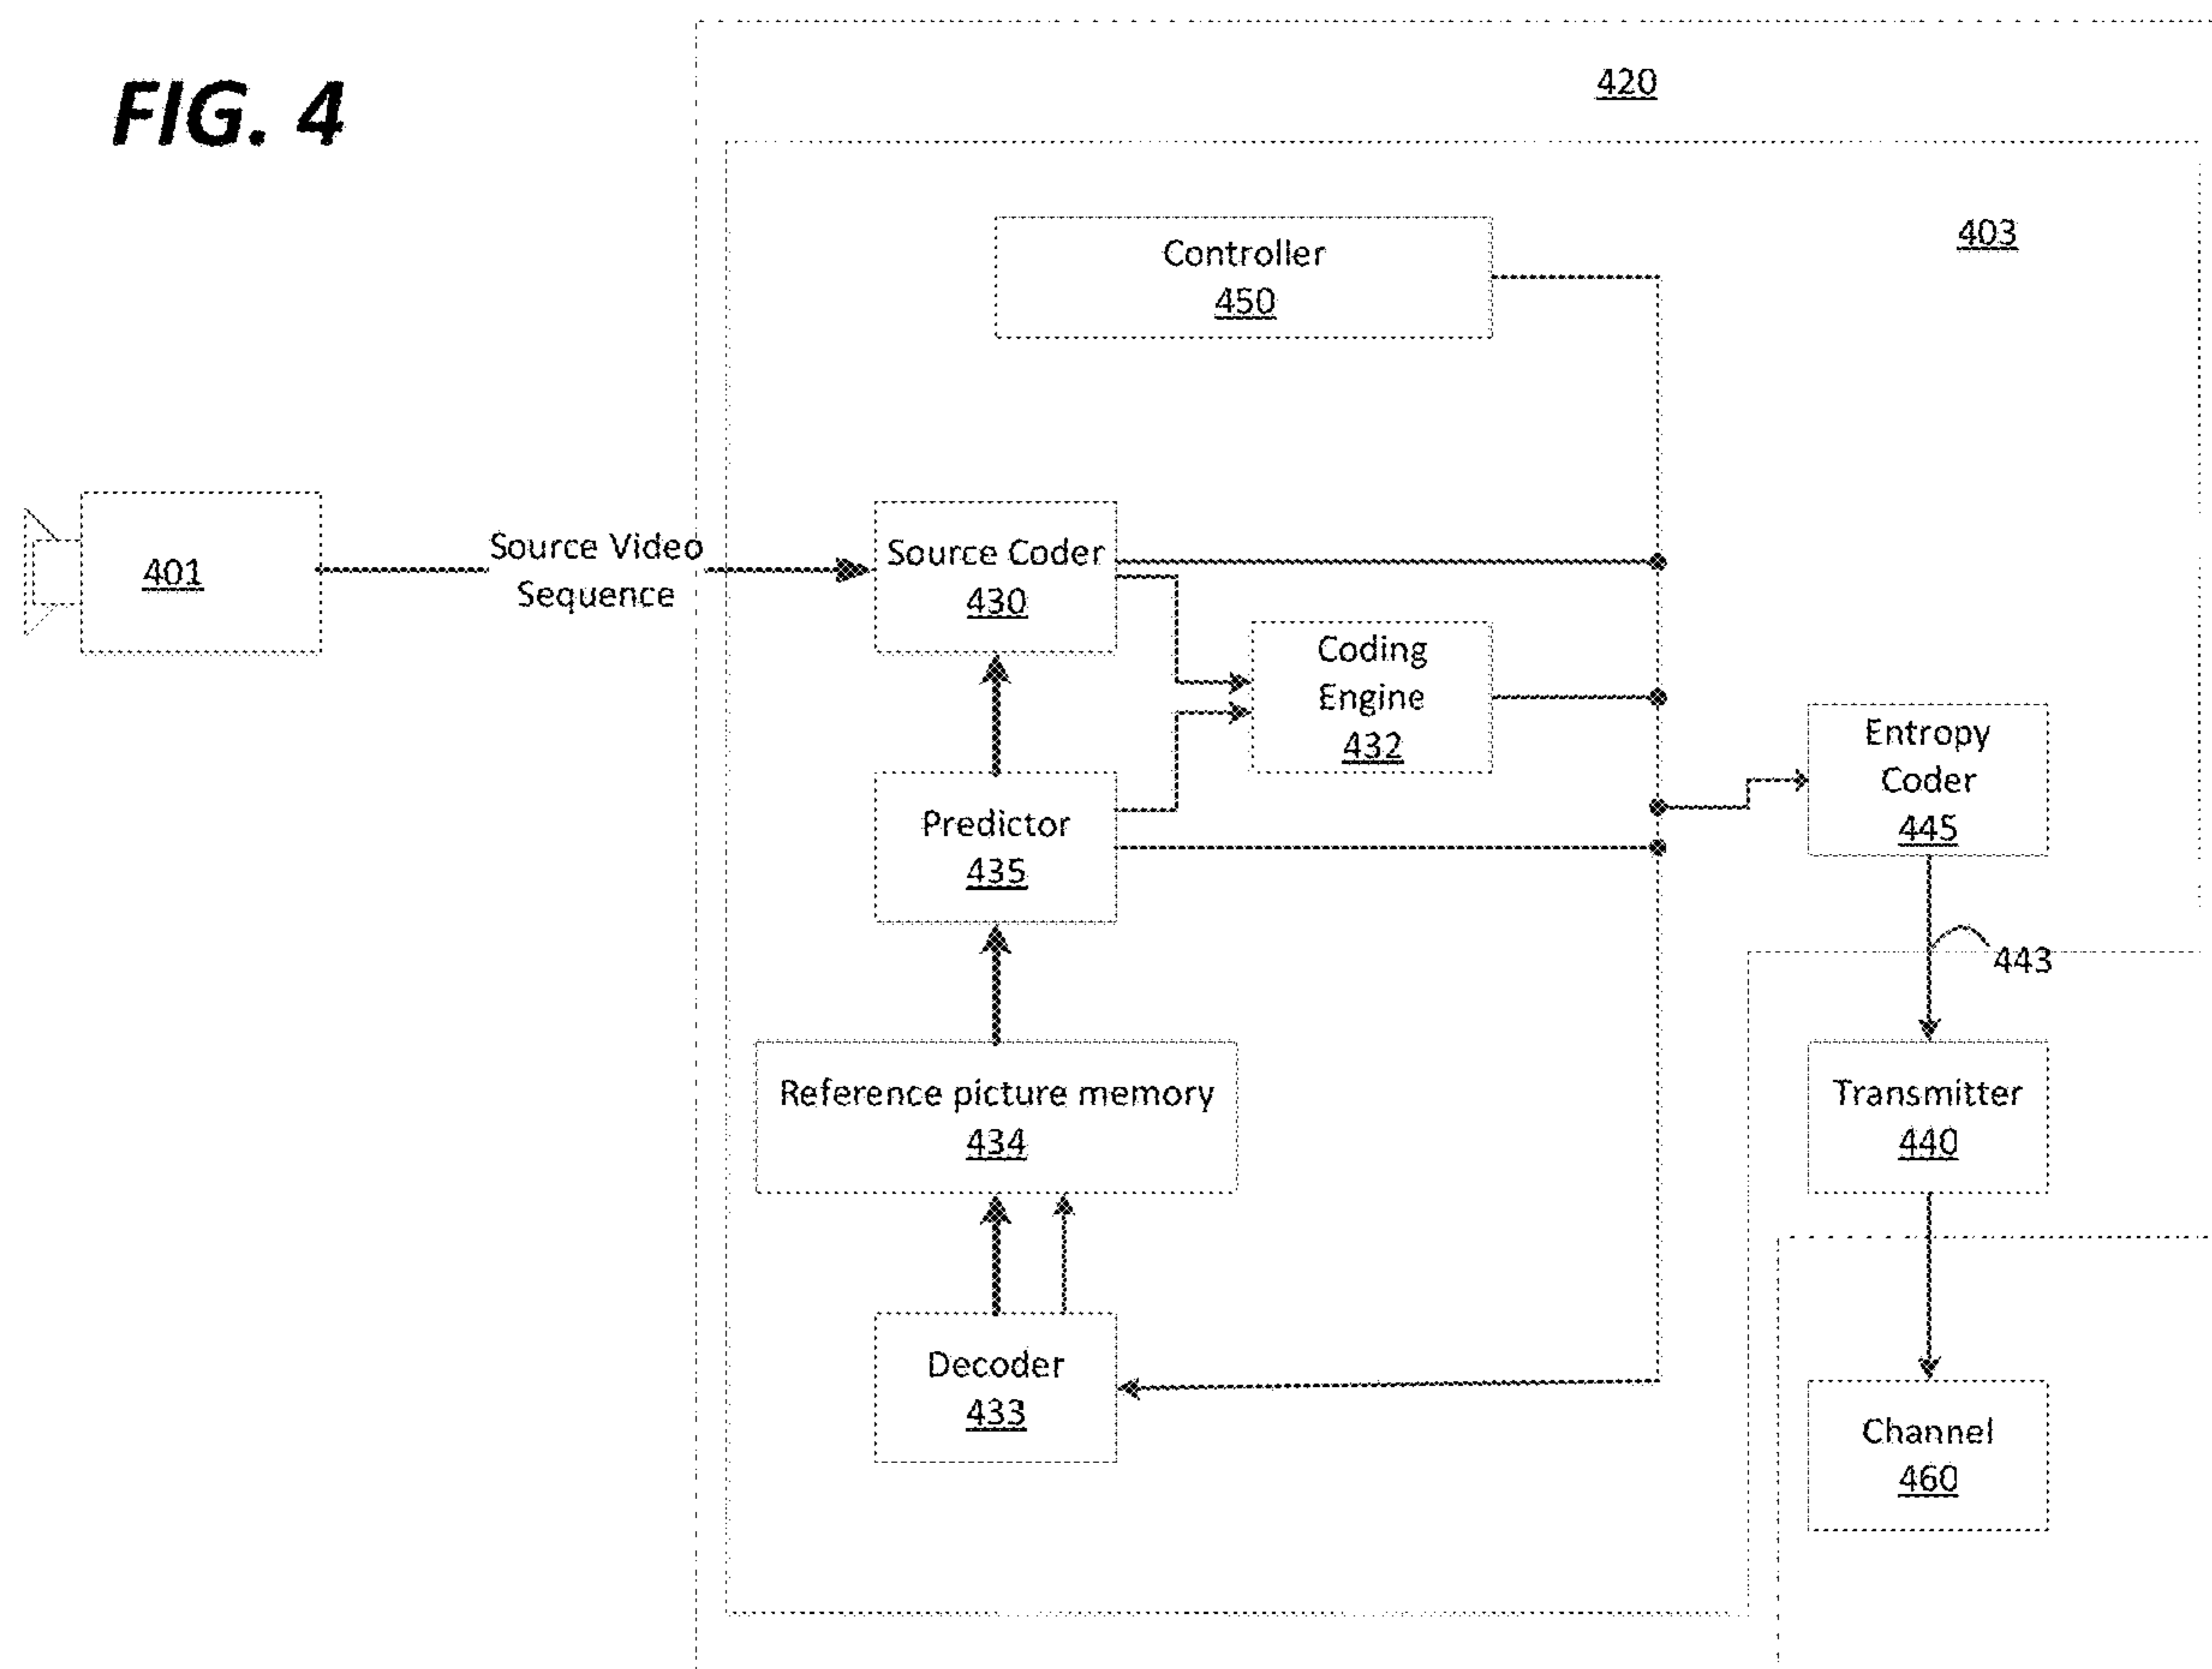 FIG. 4
420
403
Controller
450
401
Source Video
Sequence
Source Coder
430
Coding
Engine
432
Entropy
Coder
445
Predictor
435
443
Reference picture memory
434
Transmitter
440
Decoder
433
Channel
460